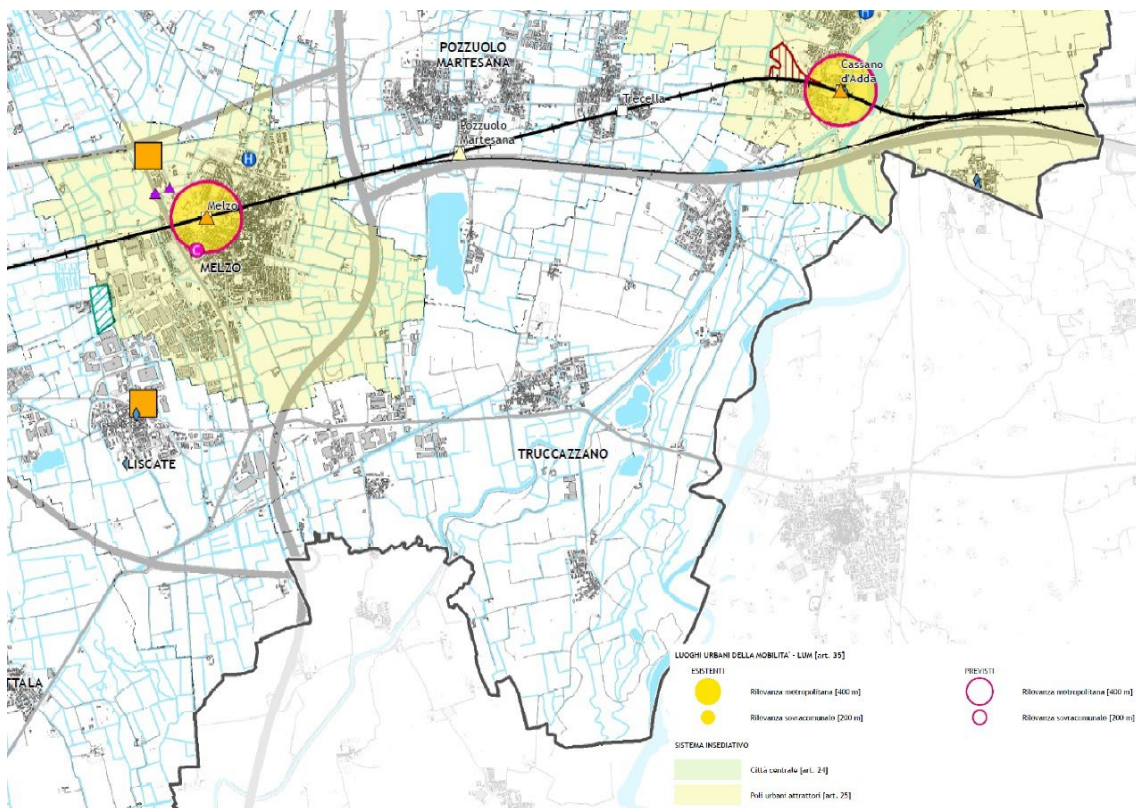 H
POZZUOLO
MARTESANA
Cassano
d'Adda
Trecella
Pozzuolo
Martesana
H
Melzo
C
MELZO
LISCATE
TRUCCAZZANO
TTALA
LUOGHI URBANI DELLA MOBILITA' - LUM [art. 35]
ESISTENTI
PREVISTI
Rilevanza metropolitana [400 m]
Rilevanza metropolitana [400 m]
Rilevanza sovracomunale [200 m]
Rilevanza sovracomunale [200 m]
SISTEMA INSEDIATIVO
Città centrale [art. 24]
Poli urbani attrattori [art. 25]